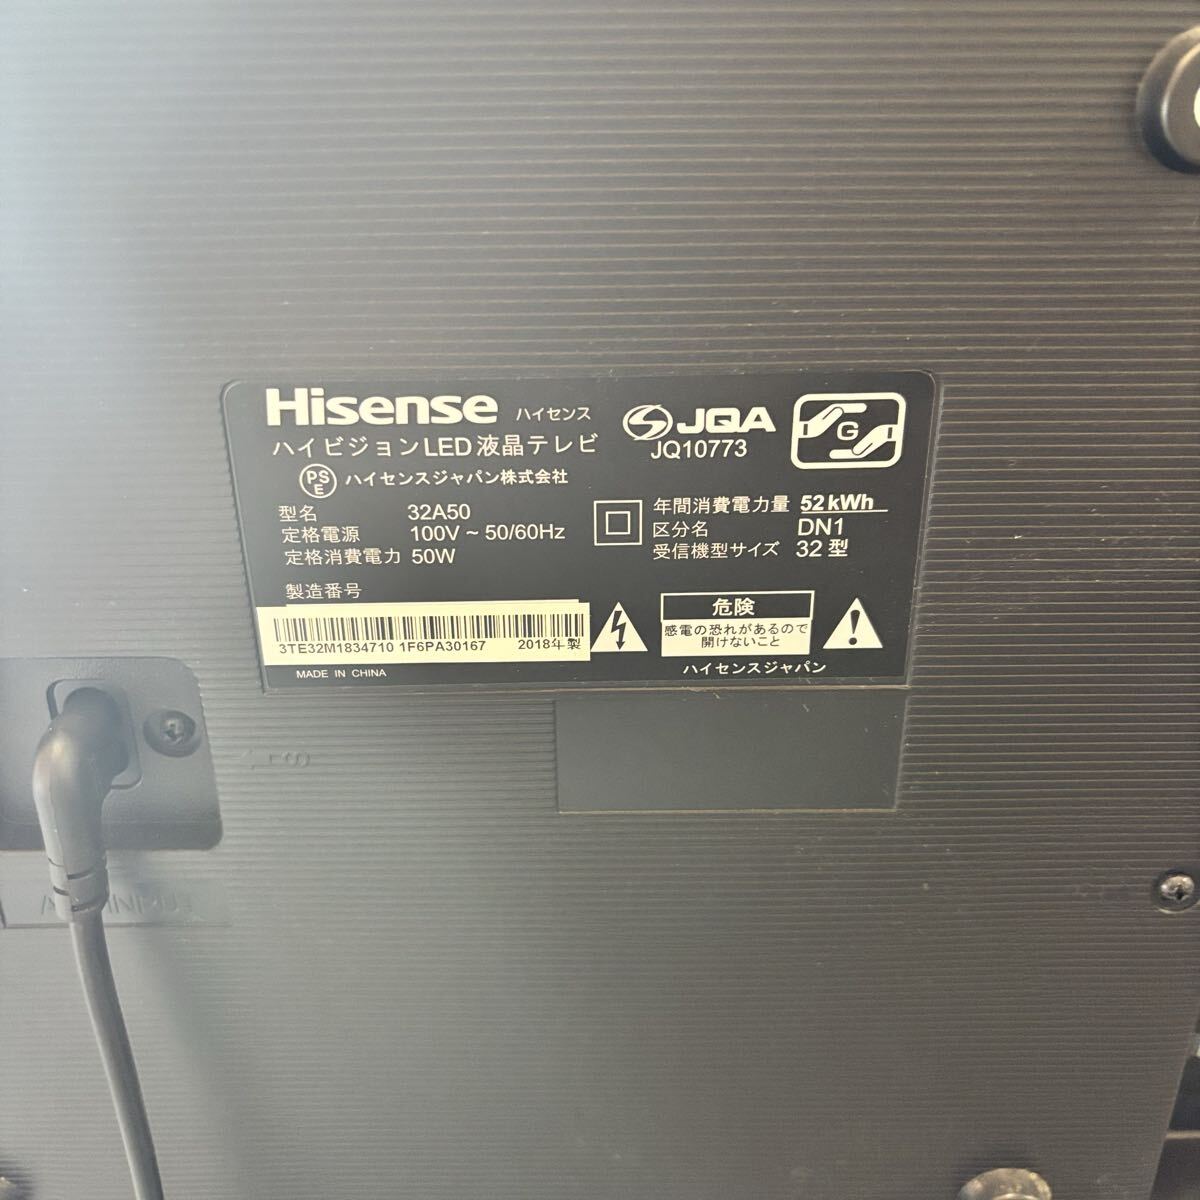 Hisense ハイセンス
ハイビジョンLED液晶テレビ
PSE ハイセンスジャパン株式会社
JQA
JQ10773
G
型名 32A50
定格電源 100V ~ 50/60Hz
定格消費電力 50W
年間消費電力量 52kWh
区分名 DN1
受信機型サイズ 32型
製造番号
3TE32M1834710 1F6PA30167 2018年製
MADE IN CHINA
危険
感電の恐れがあるので
開けないこと
ハイセンスジャパン